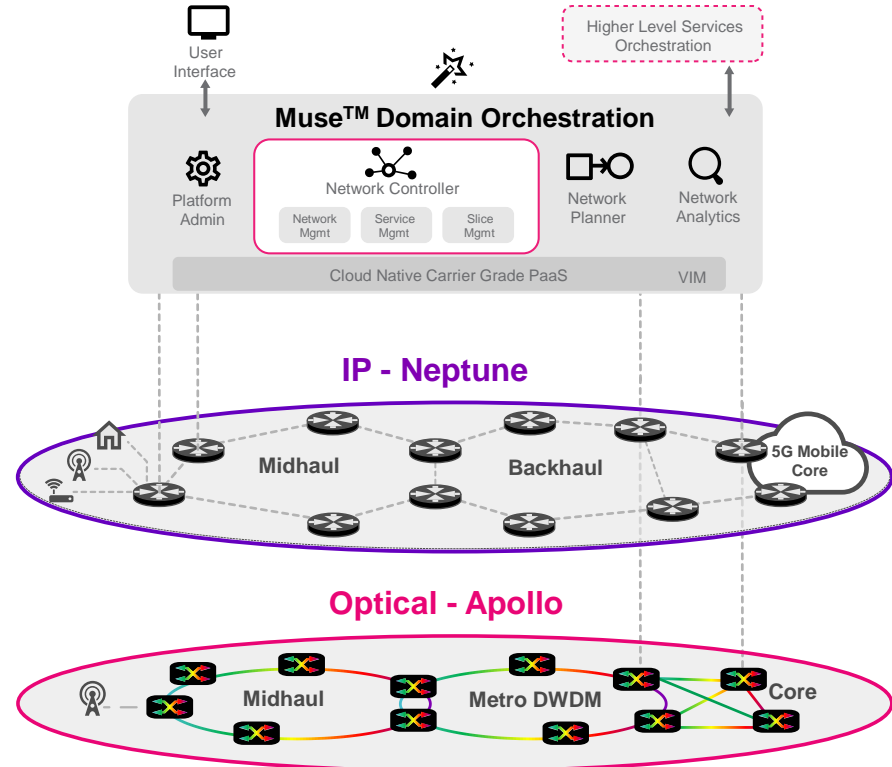 User
Interface
Higher Level Services
Orchestration
Muse™ Domain Orchestration
Platform
Admin
Network Controller
Network
Mgmt
Service
Mgmt
Slice
Mgmt
Network
Planner
Network
Analytics
Cloud Native Carrier Grade PaaS
VIM
IP - Neptune
Midhaul
Backhaul
5G Mobile
Core
Optical - Apollo
Midhaul
Metro DWDM
Core